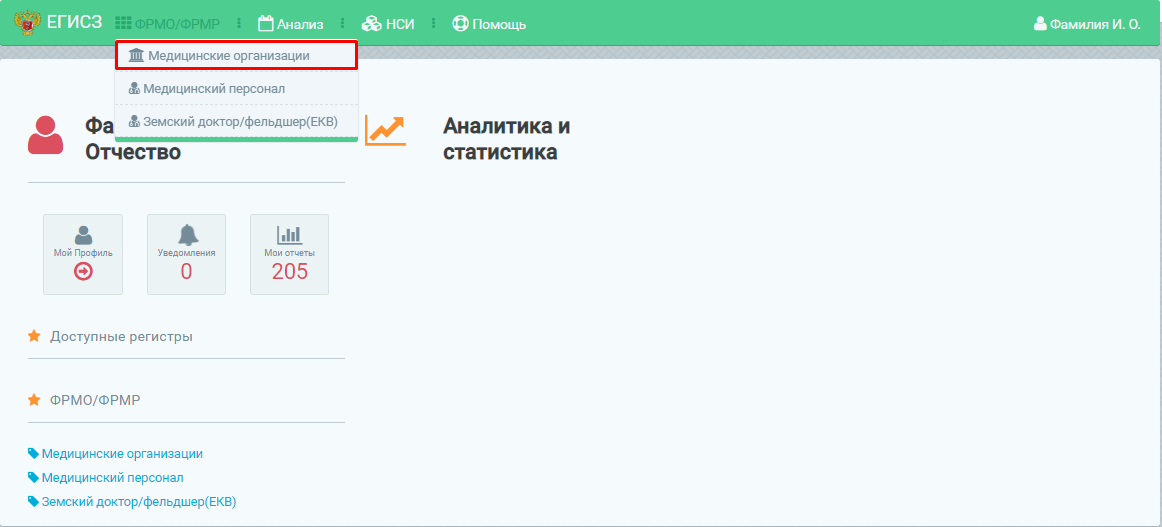 ЕГИСЗ ФРМО/ФРМР Анализ НСИ Помощь Фамилия И. О.
Медицинские организации
Медицинский персонал
Земский доктор/фельдшер(ЕКВ)
Отчество
Аналитика и
статистика
Мой Профиль Уведомления Мои отчеты
0 205
Доступные регистры
ФРМО/ФРМР
Медицинские организации
Медицинский персонал
Земский доктор/фельдшер(ЕКВ)